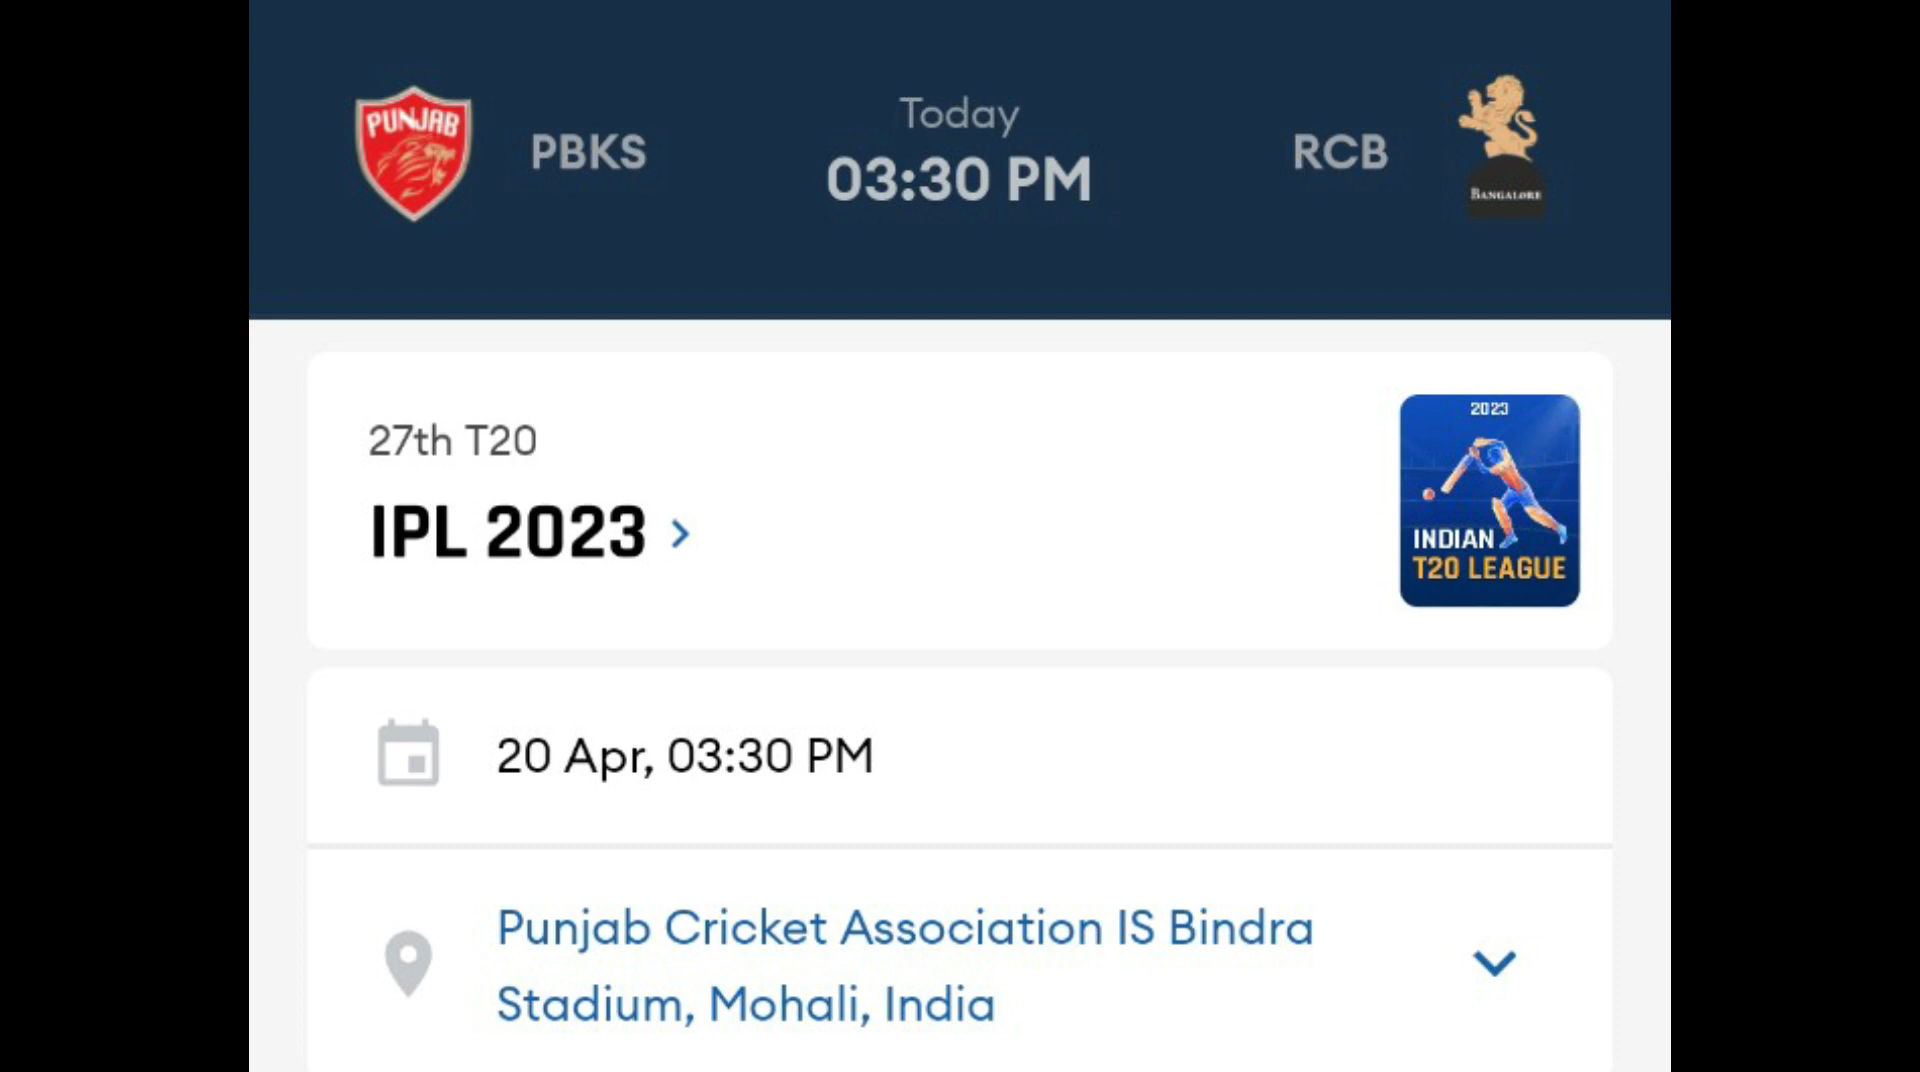 PUNJAB
PBKS
Today
03:30 PM
RCB
BANGALORE
27th T20
IPL 2023
2023
INDIAN
T20 LEAGUE
20 Apr, 03:30 PM
Punjab Cricket Association IS Bindra
Stadium, Mohali, India